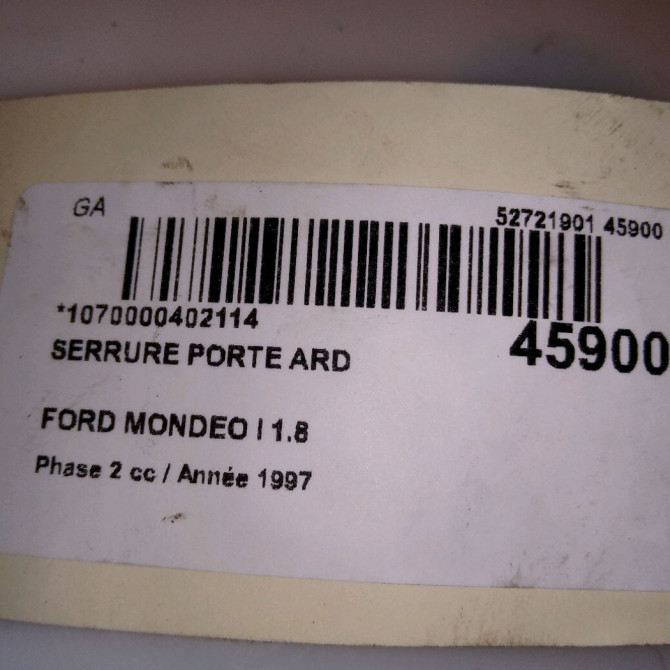 GA
52721901 45900
*1070000402114
45900
SERRURE PORTE ARD
FORD MONDEO I 1.8
Phase 2 cc / Année 1997